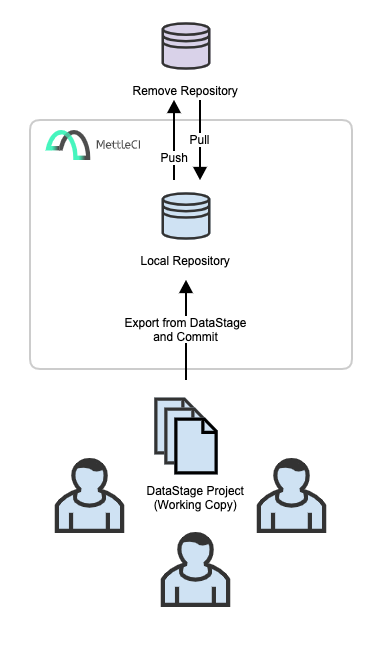 Remove Repository
MettleCI
Pull
Push
Local Repository
Export from DataStage
and Commit
DataStage Project
(Working Copy)